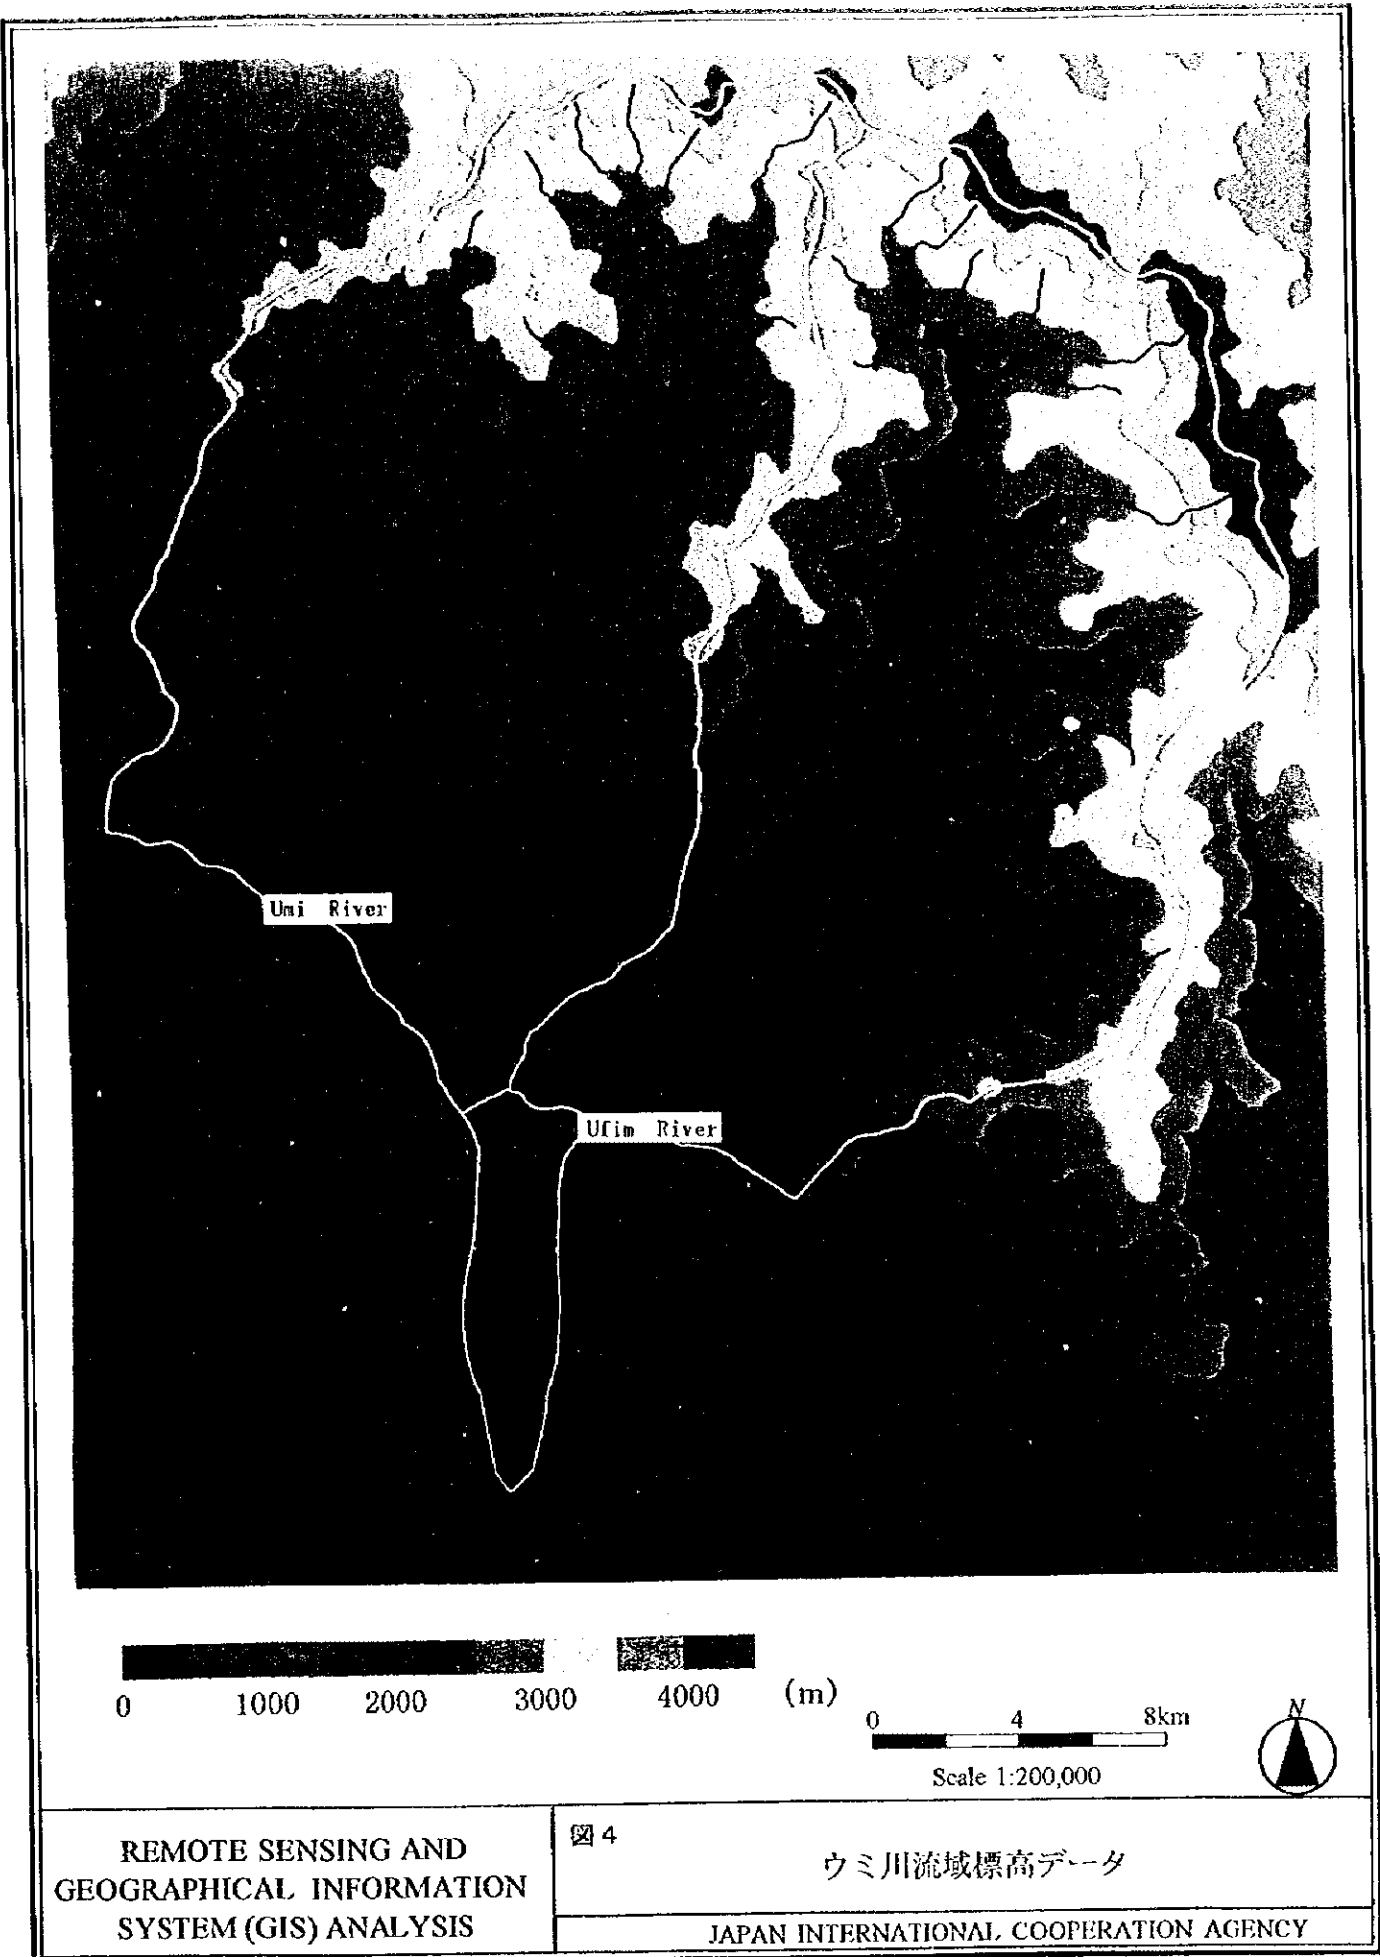 Umi River
Ufim River
0 1000 2000 3000 4000 (m)
0 4 8km
Scale 1:200,000
N
REMOTE SENSING AND
GEOGRAPHICAL INFORMATION
SYSTEM (GIS) ANALYSIS
図4
ウミ川流域標高データ
JAPAN INTERNATIONAL COOPERATION AGENCY